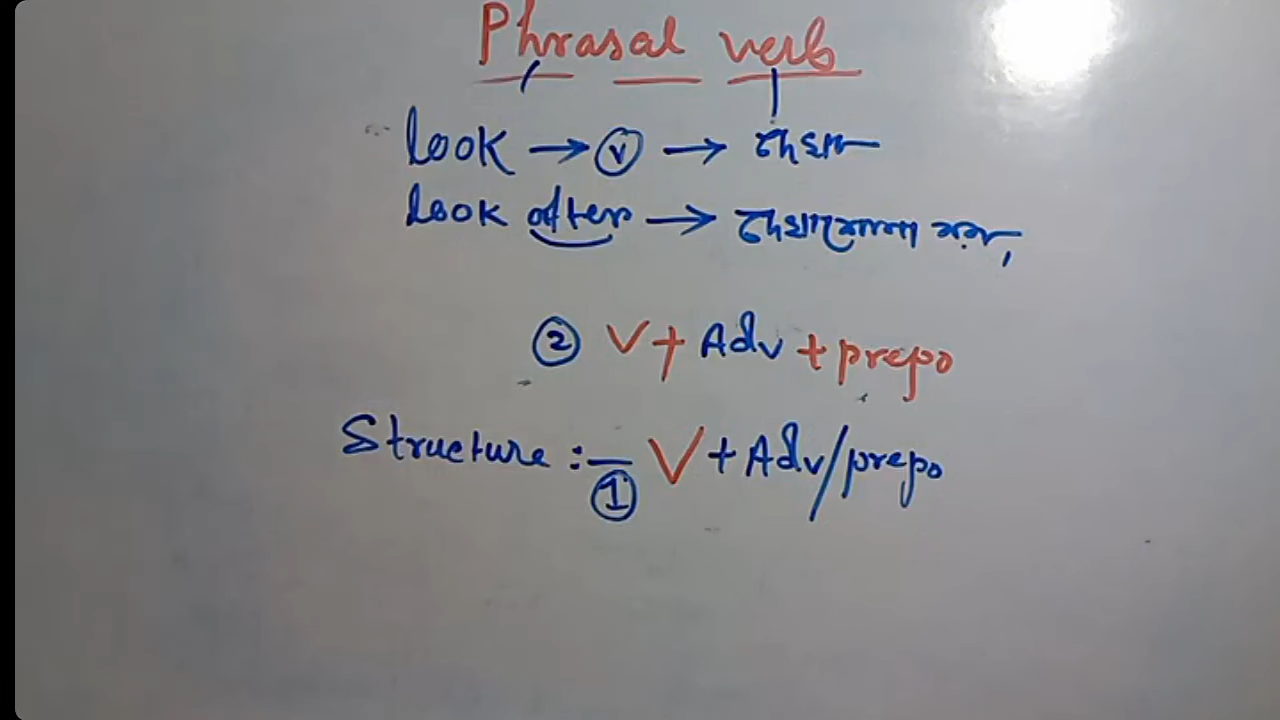 Phrasal verb
look → v → দেখা
look after → দেখাশোনা করা,
② V + Adv + prepo
Structure :- ① V + Adv/prepo